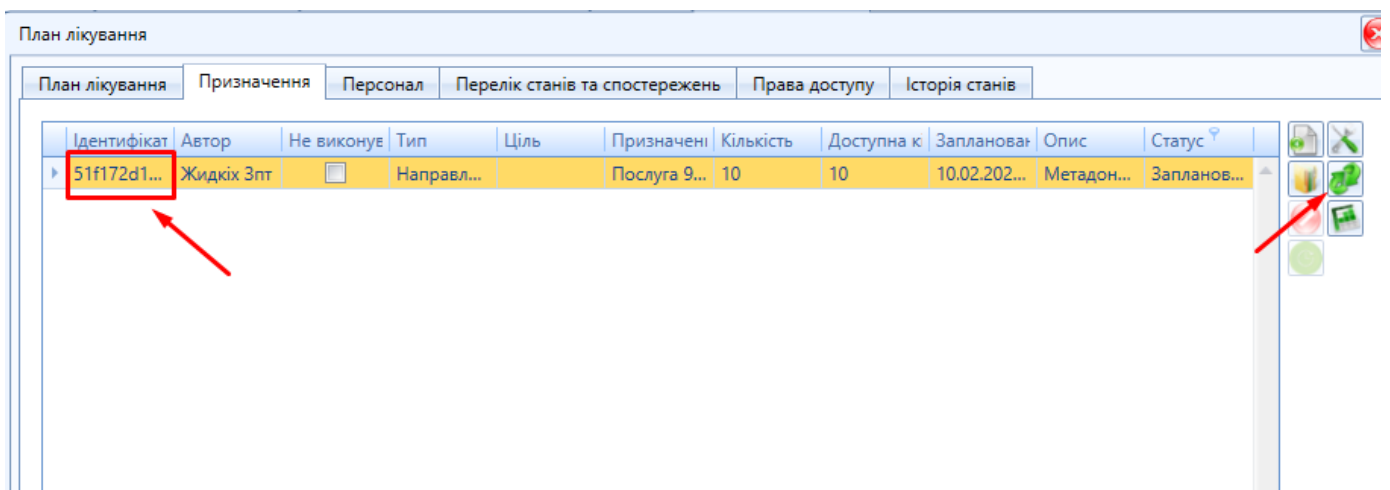 План лікування
План лікування Призначення Персонал Перелік станів та спостережень Права доступу Історія станів
Ідентифікат Автор Не виконує Тип Ціль Призначені Кількість Доступна кі Запланован Опис Статус
51f172d1... Жидкіх Зпт Направл... Послуга 9... 10 10 10.02.202... Метадон... Запланов...